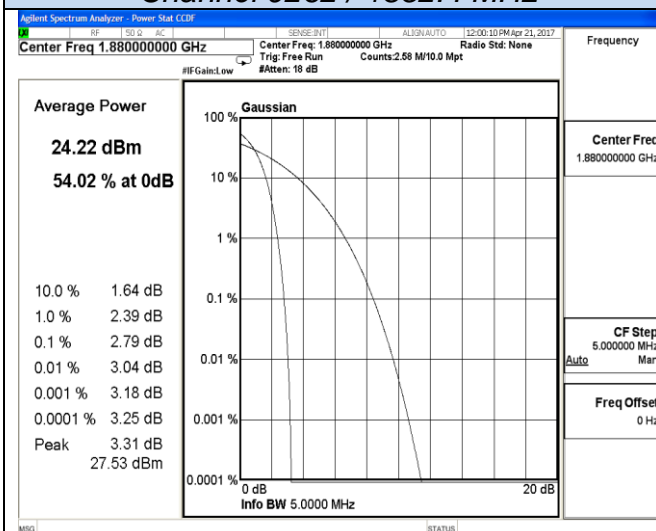 Agilent Spectrum Analyzer - Power Stat CCDF
RF 50 Ω AC SENSE:INT ALIGN AUTO 12:00:10 PM Apr 21, 2017
Center Freq 1.880000000 GHz
Center Freq: 1.880000000 GHz Radio Std: None
Trig: Free Run Counts:2.58 M/10.0 Mpt
#IFGain:Low #Atten: 18 dB
Frequency
Average Power
24.22 dBm
54.02 % at 0dB
10.0 % 1.64 dB
1.0 % 2.39 dB
0.1 % 2.79 dB
0.01 % 3.04 dB
0.001 % 3.18 dB
0.0001 % 3.25 dB
Peak 3.31 dB
27.53 dBm
Gaussian
100 %
10 %
1 %
0.1 %
0.01 %
0.001 %
0.0001 %
0 dB 20 dB
Info BW 5.0000 MHz
Center Freq
1.880000000 GHz
CF Step
5.000000 MHz
Auto Man
Freq Offset
0 Hz
MSG STATUS